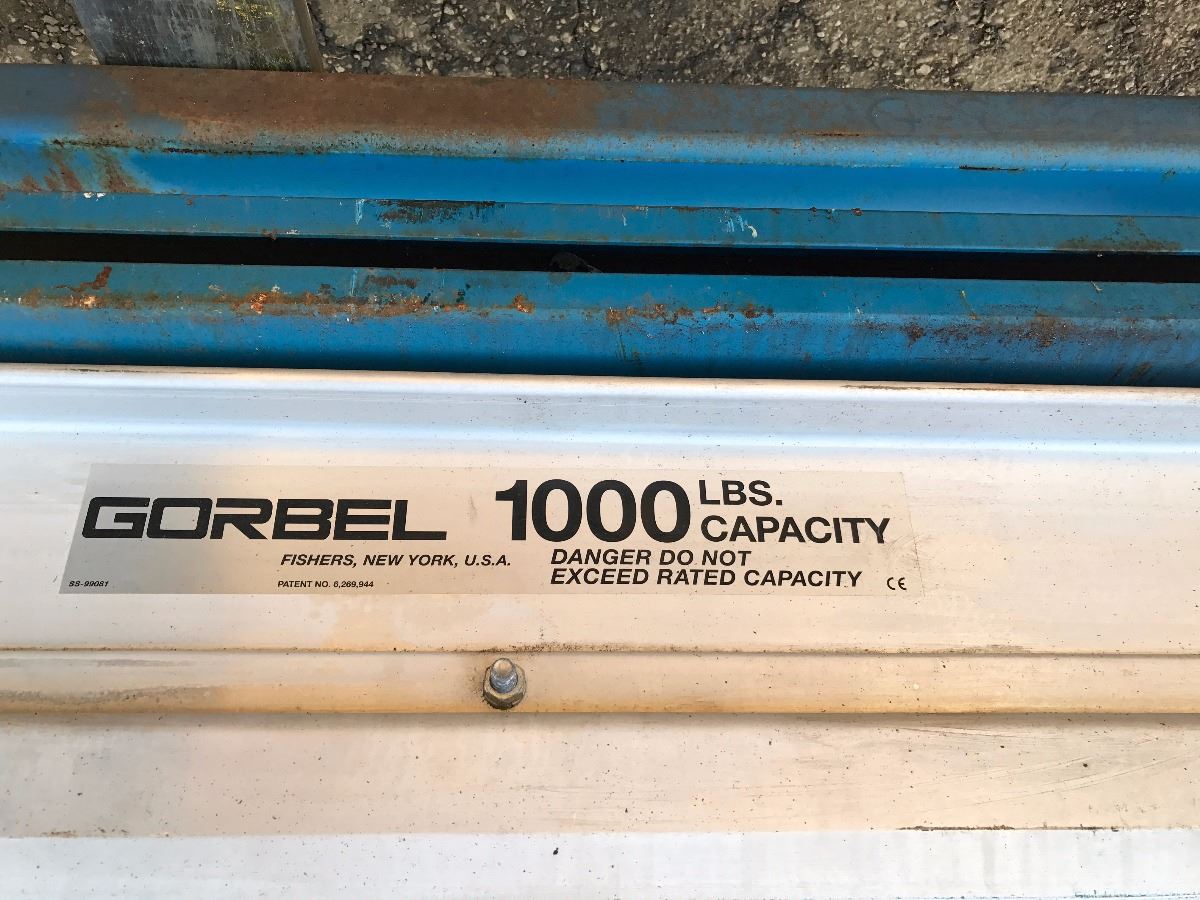 GORBEL
FISHERS, NEW YORK, U.S.A.
SS-99081
PATENT NO. 6,269,944
1000 LBS.
CAPACITY
DANGER DO NOT
EXCEED RATED CAPACITY
CE